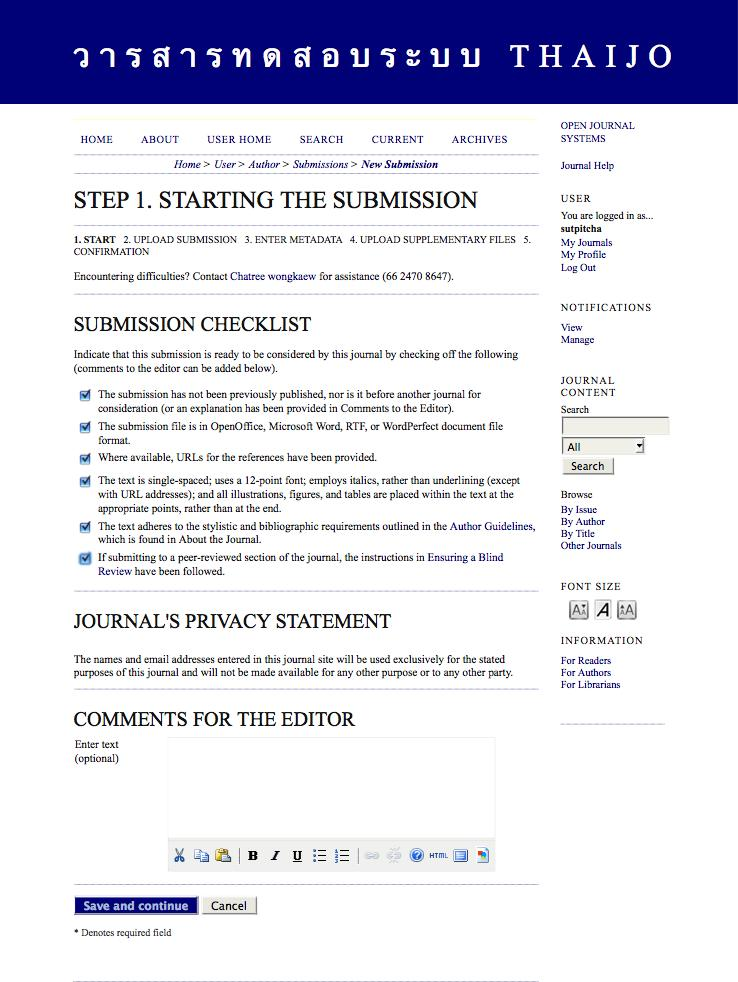 วารสารทดสอบระบบ THAIJO
HOME ABOUT USER HOME SEARCH CURRENT ARCHIVES
Home > User > Author > Submissions > New Submission
STEP 1. STARTING THE SUBMISSION
1. START 2. UPLOAD SUBMISSION 3. ENTER METADATA 4. UPLOAD SUPPLEMENTARY FILES 5.
CONFIRMATION
Encountering difficulties? Contact Chatree wongkaew for assistance (66 2470 8647).
SUBMISSION CHECKLIST
Indicate that this submission is ready to be considered by this journal by checking off the following
(comments to the editor can be added below).
The submission has not been previously published, nor is it before another journal for
consideration (or an explanation has been provided in Comments to the Editor).
The submission file is in OpenOffice, Microsoft Word, RTF, or WordPerfect document file
format.
Where available, URLs for the references have been provided.
The text is single-spaced; uses a 12-point font; employs italics, rather than underlining (except
with URL addresses); and all illustrations, figures, and tables are placed within the text at the
appropriate points, rather than at the end.
The text adheres to the stylistic and bibliographic requirements outlined in the Author Guidelines,
which is found in About the Journal.
If submitting to a peer-reviewed section of the journal, the instructions in Ensuring a Blind
Review have been followed.
JOURNAL'S PRIVACY STATEMENT
The names and email addresses entered in this journal site will be used exclusively for the stated
purposes of this journal and will not be made available for any other purpose or to any other party.
COMMENTS FOR THE EDITOR
Enter text
(optional)
B I U HTML
Save and continue Cancel
* Denotes required field
OPEN JOURNAL
SYSTEMS
Journal Help
USER
You are logged in as...
sutpitcha
My Journals
My Profile
Log Out
NOTIFICATIONS
View
Manage
JOURNAL
CONTENT
Search
All
Search
Browse
By Issue
By Author
By Title
Other Journals
FONT SIZE
A A A
INFORMATION
For Readers
For Authors
For Librarians